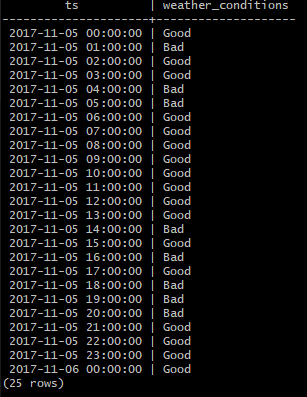 ts | weather_conditions
---------------------+--------------------
2017-11-05 00:00:00 | Good
2017-11-05 01:00:00 | Bad
2017-11-05 02:00:00 | Good
2017-11-05 03:00:00 | Good
2017-11-05 04:00:00 | Bad
2017-11-05 05:00:00 | Bad
2017-11-05 06:00:00 | Good
2017-11-05 07:00:00 | Good
2017-11-05 08:00:00 | Good
2017-11-05 09:00:00 | Good
2017-11-05 10:00:00 | Good
2017-11-05 11:00:00 | Good
2017-11-05 12:00:00 | Good
2017-11-05 13:00:00 | Good
2017-11-05 14:00:00 | Bad
2017-11-05 15:00:00 | Good
2017-11-05 16:00:00 | Bad
2017-11-05 17:00:00 | Good
2017-11-05 18:00:00 | Bad
2017-11-05 19:00:00 | Bad
2017-11-05 20:00:00 | Bad
2017-11-05 21:00:00 | Good
2017-11-05 22:00:00 | Good
2017-11-05 23:00:00 | Good
2017-11-06 00:00:00 | Good
(25 rows)